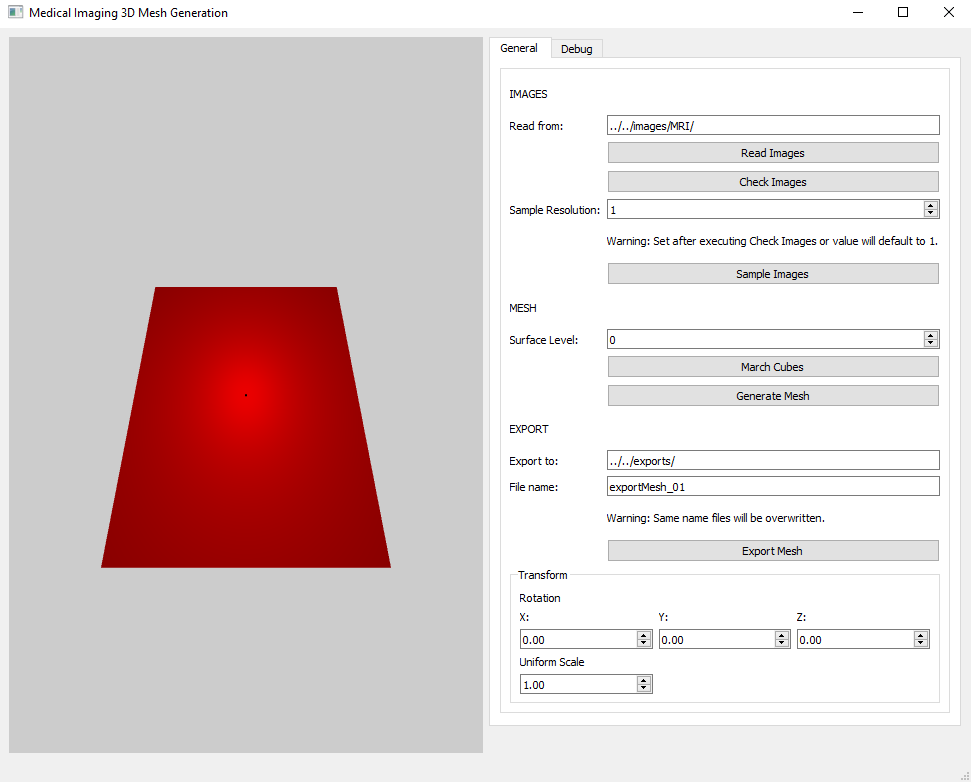 Medical Imaging 3D Mesh Generation
General Debug
IMAGES
Read from: ../../images/MRI/
Read Images
Check Images
Sample Resolution: 1
Warning: Set after executing Check Images or value will default to 1.
Sample Images
MESH
Surface Level: 0
March Cubes
Generate Mesh
EXPORT
Export to: ../../exports/
File name: exportMesh_01
Warning: Same name files will be overwritten.
Export Mesh
Transform
Rotation
X: Y: Z:
0.00 0.00 0.00
Uniform Scale
1.00